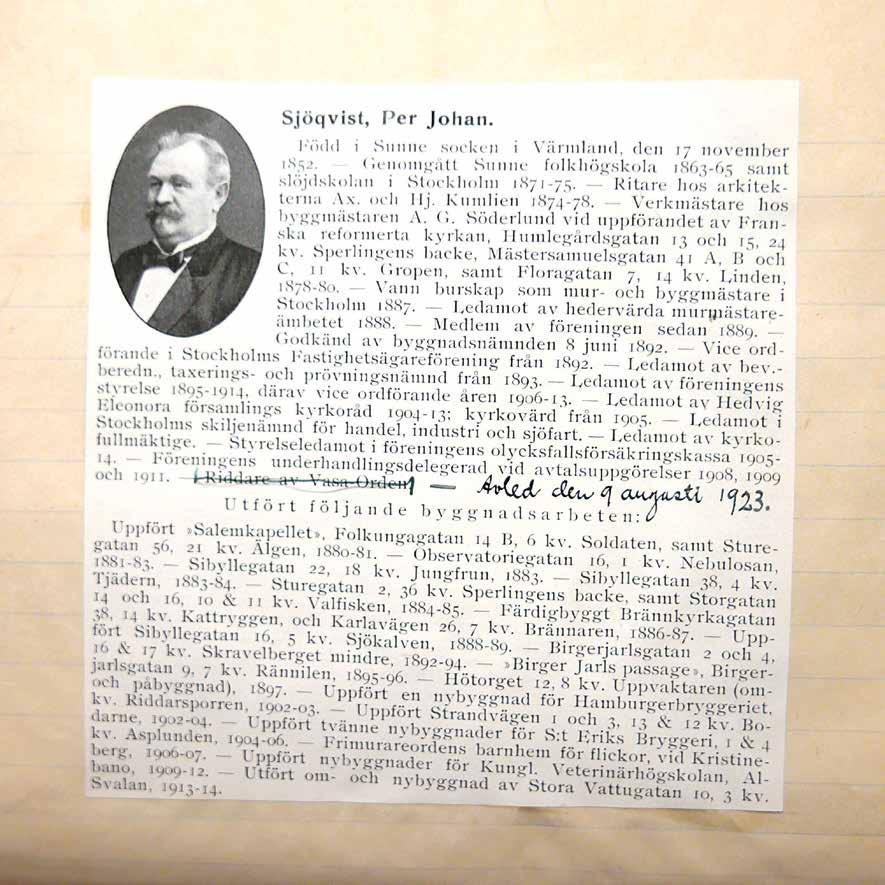 Sjöqvist, Per Johan.
Född i Sunne socken i Värmland, den 17 november
1852. — Genomgått Sunne folkhögskola 1863-65 samt
slöjdskolan i Stockholm 1871-75. — Ritare hos arkitek-
terna Ax. och Hj. Kumlien 1874-78. — Verkmästare hos
byggmästaren A. G. Söderlund vid uppförandet av Fran-
ska reformerta kyrkan, Humlegårdsgatan 13 och 15, 24
kv. Sperlingens backe, Mästersamuelsgatan 41 A, B och
C, 11 kv. Gropen, samt Floragatan 7, 14 kv. Linden,
1878-80. — Vann burskap som mur- och byggmästare i
Stockholm 1887. — Ledamot av hedervärda murmästare-
ämbetet 1888. — Medlem av föreningen sedan 1889. —
Godkänd av byggnadsnämnden 8 juni 1892. — Vice ord-
förande i Stockholms Fastighetsägareförening från 1892. — Ledamot av bev.-
beredn., taxerings- och prövningsnämnd från 1893. — Ledamot av föreningens
styrelse 1895-1914, därav vice ordförande åren 1906-13. — Ledamot av Hedvig
Eleonora församlings kyrkoråd 1904-13; kyrkovärd från 1905. — Ledamot i
Stockholms skiljenämnd för handel, industri och sjöfart. — Ledamot av kyrko-
fullmäktige. — Styrelseledamot i föreningens olycksfallsförsäkringskassa 1905-
14. — Föreningens underhandlingsdelegerad vid avtalsuppgörelser 1908, 1909
och 1911. — (Riddare av Vasa-Orden) — Avled den 9 augusti 1923.
Utfört följande byggnadsarbeten:
Uppfört »Salemkapellet», Folkungagatan 14 B, 6 kv. Soldaten, samt Sture-
gatan 56, 21 kv. Älgen, 1880-81. — Observatoriegatan 16, 1 kv. Nebulosan,
1881-83. — Sibyllegatan 22, 18 kv. Jungfrun, 1883. — Sibyllegatan 38, 4 kv.
Tjädern, 1883-84. — Sturegatan 2, 36 kv. Sperlingens backe, samt Storgatan
14 och 16, 10 & 11 kv. Valfisken, 1884-85. — Färdigbyggt Brännkyrkagatan
38, 14 kv. Kattryggen, och Karlavägen 26, 7 kv. Brännaren, 1886-87. — Upp-
fört Sibyllegatan 16, 5 kv. Sjökalven, 1888-89. — Birgerjarlsgatan 2 och 4,
16 & 17 kv. Skravelberget mindre, 1892-94. — »Birger Jarls passage», Birger-
jarlsgatan 9, 7 kv. Rännilen, 1895-96. — Hötorget 12, 8 kv. Uppvaktaren (om-
och påbyggnad), 1897. — Uppfört en nybyggnad för Hamburgerbryggeriet,
kv. Riddarsporren, 1902-03. — Uppfört Strandvägen 1 och 3, 13 & 12 kv. Bo-
darne, 1902-04. — Uppfört tvänne nybyggnader för S:t Eriks Bryggeri, 1 & 4
kv. Asplunden, 1904-06. — Frimurareordens barnhem för flickor, vid Kristine-
berg, 1906-07. — Uppfört nybyggnader för Kungl. Veterinärhögskolan, Al-
bano, 1909-12. — Utfört om- och nybyggnad av Stora Vattugatan 10, 3 kv.
Svalan, 1913-14.